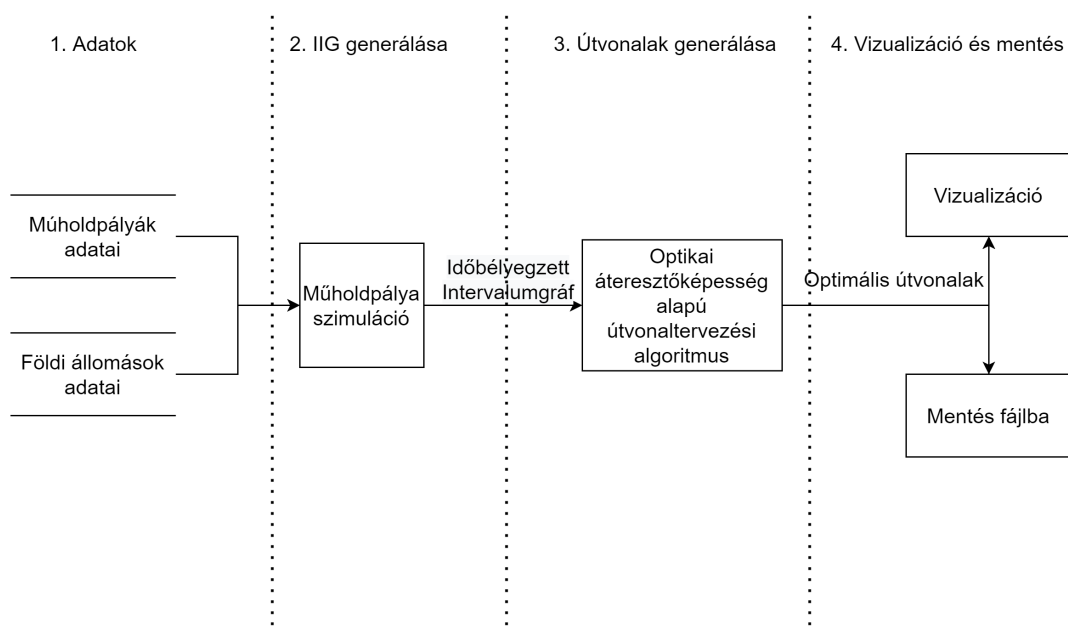 1. Adatok
2. IIG generálása
3. Útvonalak generálása
4. Vizualizáció és mentés
Múholdpályák
adatai
Földi állomások
adatai
Műholdpálya
szimuláció
Időbélyegzett
Intervalumgráf
Optikai
áteresztőképesség
alapú
útvonaltervezési
algoritmus
Optimális útvonalak
Vizualizáció
Mentés fájlba